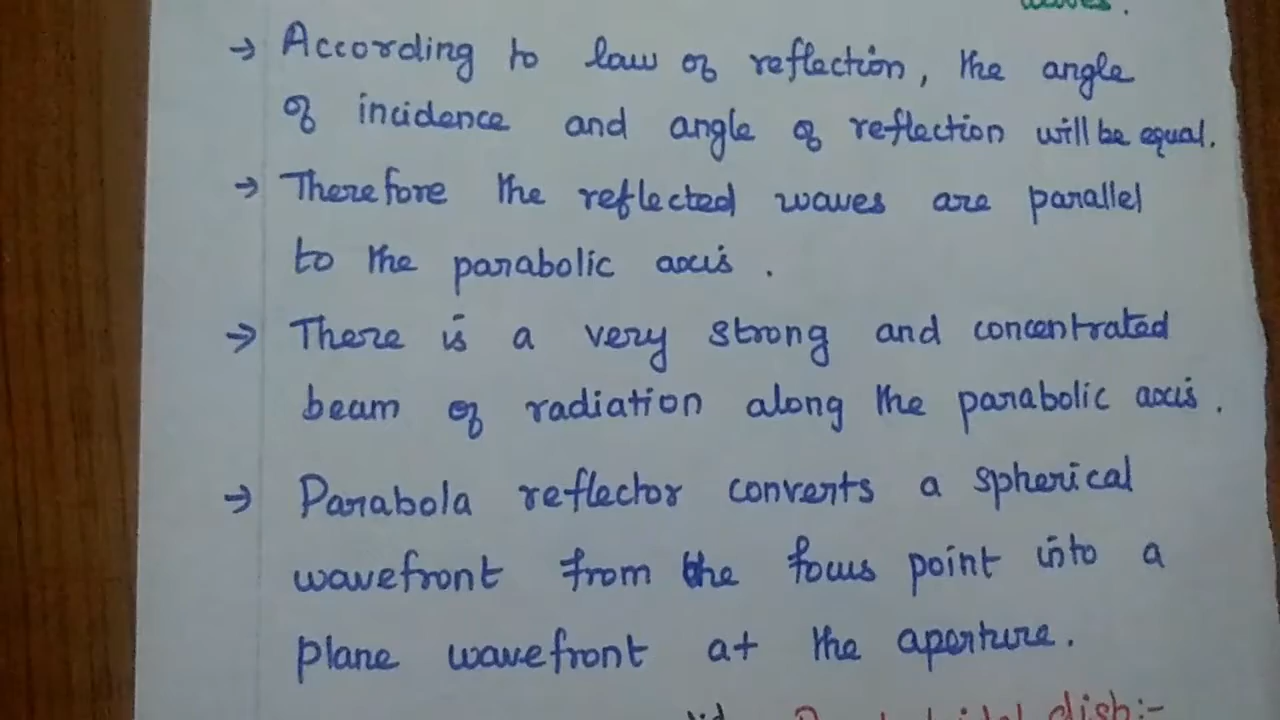 waves.
→ According to law of reflection, the angle
of incidence and angle of reflection will be equal.
→ Therefore the reflected waves are parallel
to the parabolic axis.
→ There is a very strong and concentrated
beam of radiation along the parabolic axis.
→ Parabola reflector converts a spherical
wavefront from the focus point into a
plane wavefront at the aperture.
dish:-